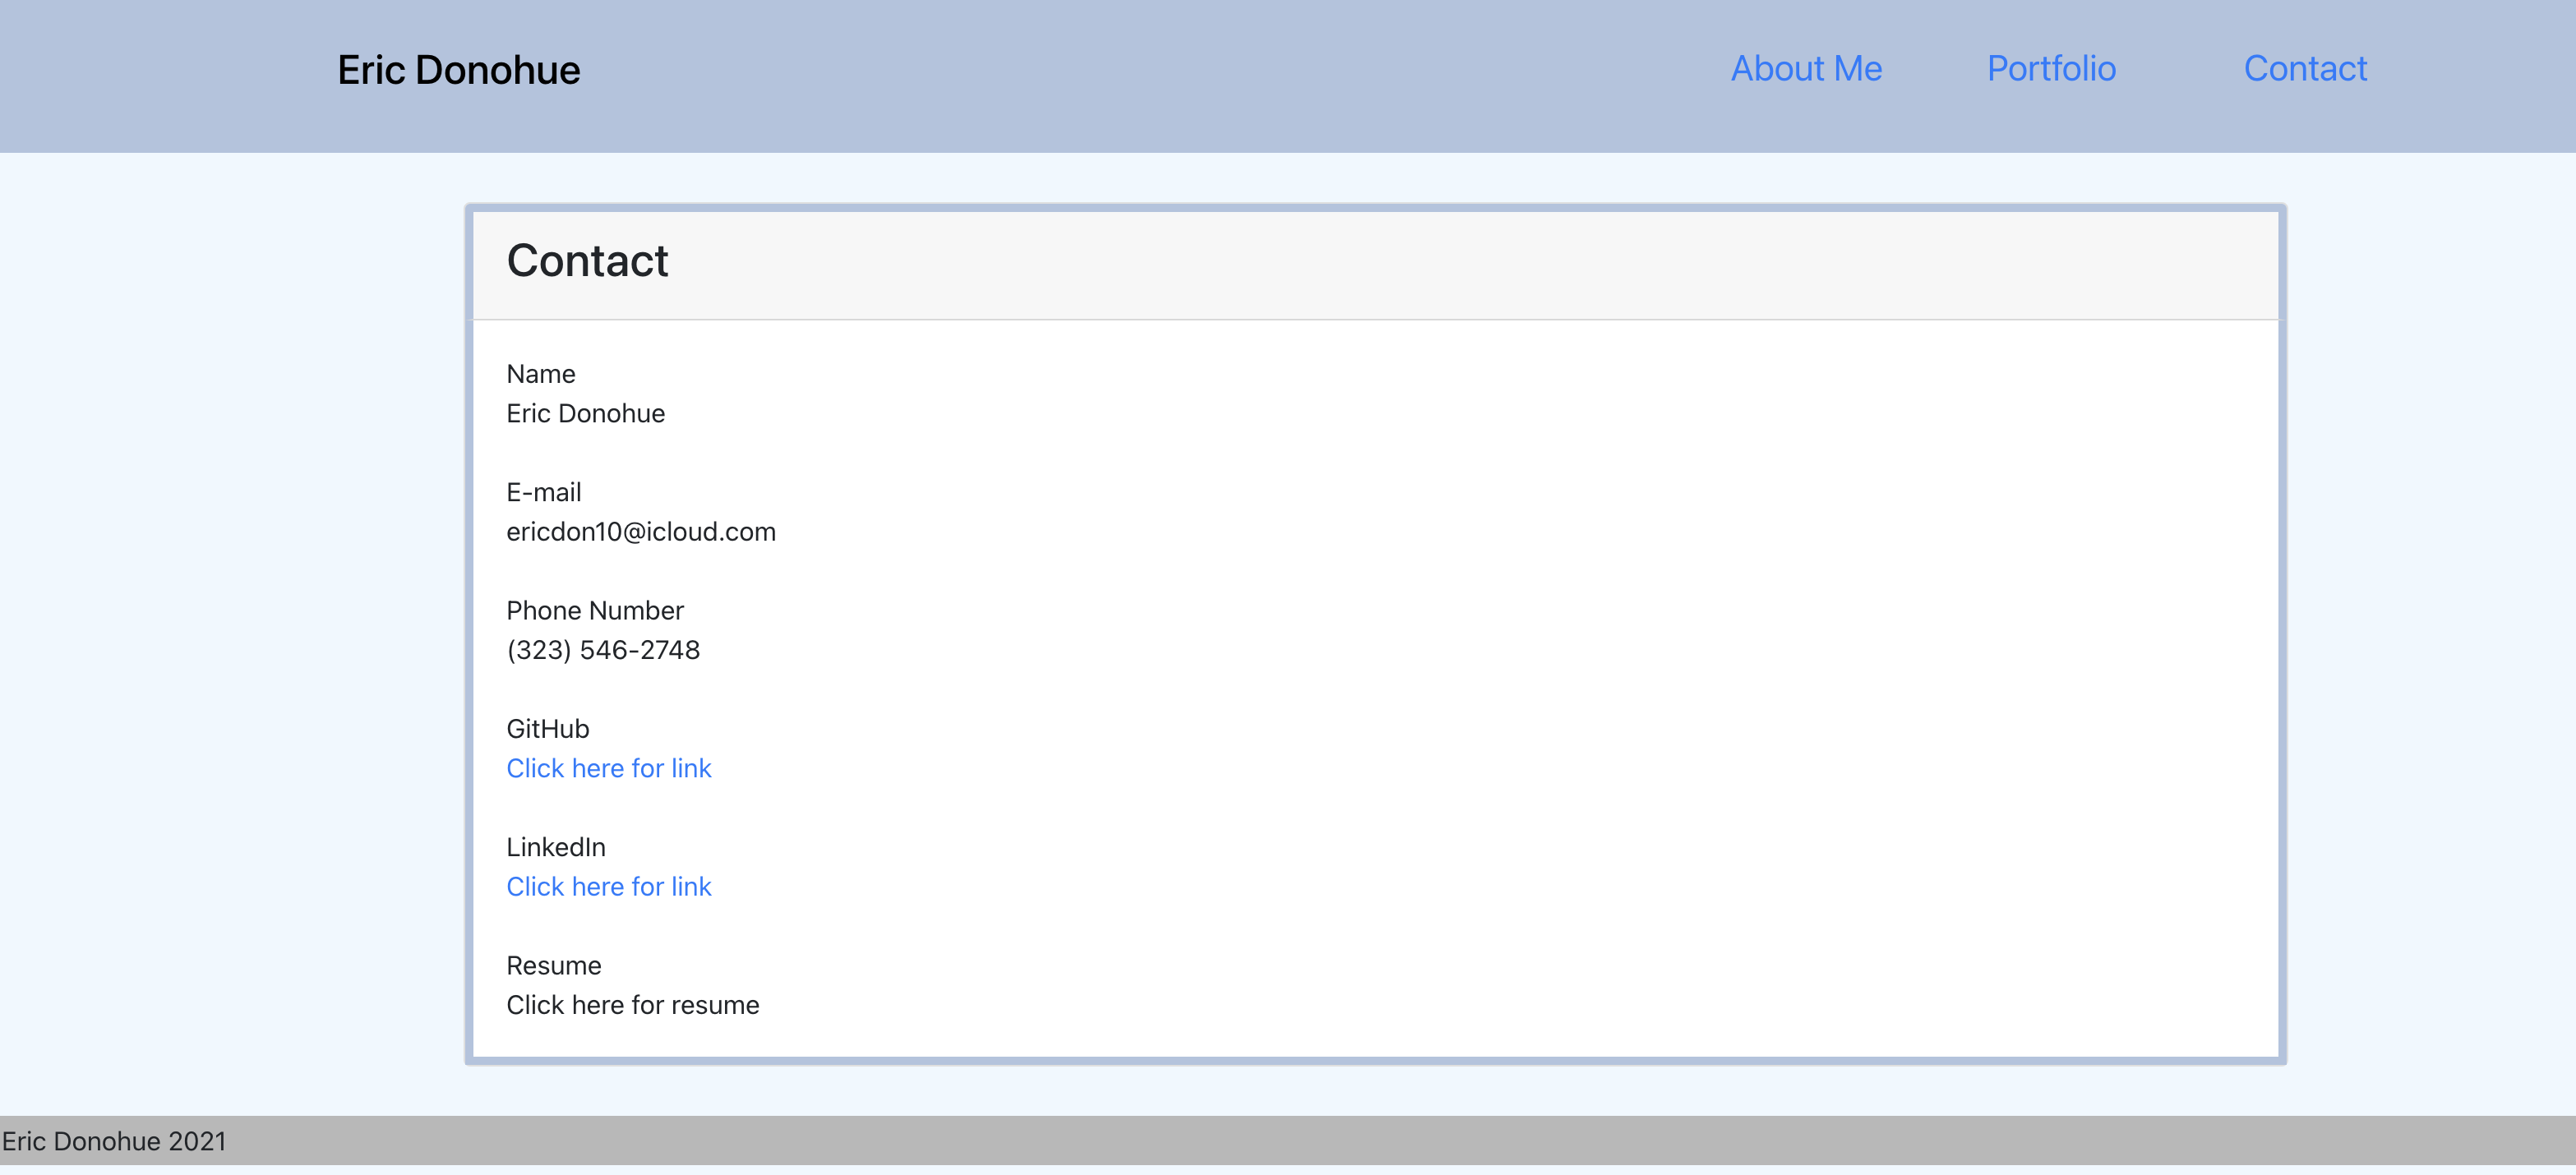 Eric Donohue
About Me
Portfolio
Contact
Contact
Name
Eric Donohue
E-mail
ericdon10@icloud.com
Phone Number
(323) 546-2748
GitHub
Click here for link
LinkedIn
Click here for link
Resume
Click here for resume
Eric Donohue 2021